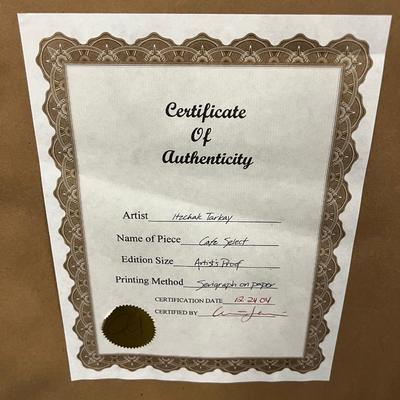 Certificate
Of
Authenticity
Artist Itzchak Tarkay
Name of Piece Cafe Select
Edition Size Artist's Proof
Printing Method Serigraph on paper
CERTIFICATION DATE 12.24.04
CERTIFIED BY